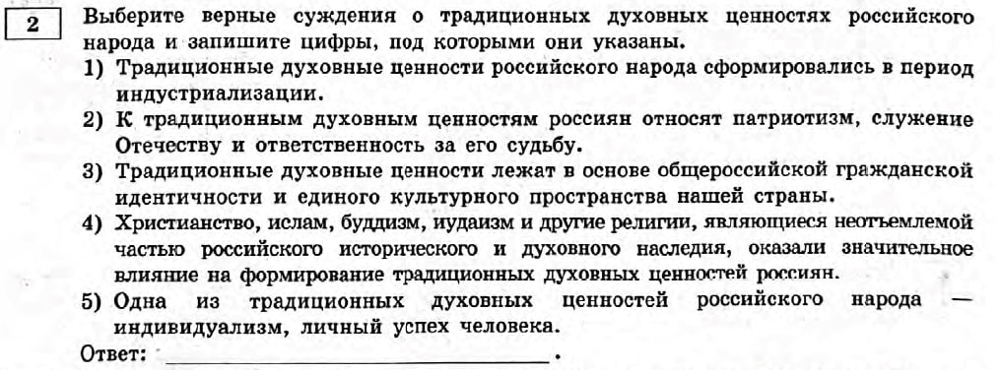 2
Выберите верные суждения о традиционных духовных ценностях российского
народа и запишите цифры, под которыми они указаны.
1) Традиционные духовные ценности российского народа сформировались в период
индустриализации.
2) К традиционным духовным ценностям россиян относят патриотизм, служение
Отечеству и ответственность за его судьбу.
3) Традиционные духовные ценности лежат в основе общероссийской гражданской
идентичности и единого культурного пространства нашей страны.
4) Христианство, ислам, буддизм, иудаизм и другие религии, являющиеся неотъемлемой
частью российского исторического и духовного наследия, оказали значительное
влияние на формирование традиционных духовных ценностей россиян.
5) Одна из традиционных духовных ценностей российского народа —
индивидуализм, личный успех человека.
Ответ: ______________________________ .